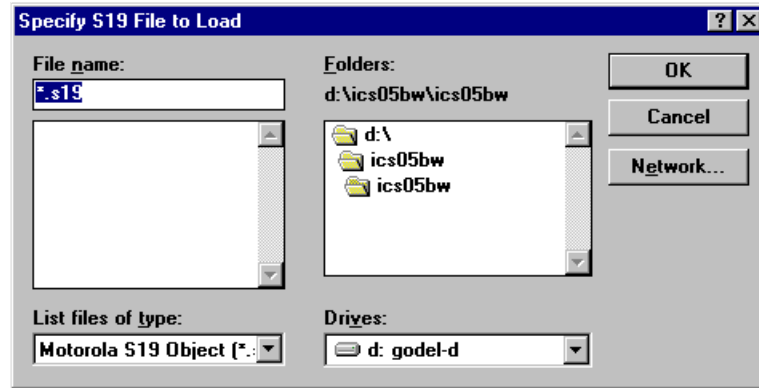 Specify S19 File to Load
File name:
*.s19
Folders:
d:\ics05bw\ics05bw
d:\
ics05bw
ics05bw
OK
Cancel
Network...
List files of type:
Motorola S19 Object (*.
Drives:
d: godel-d